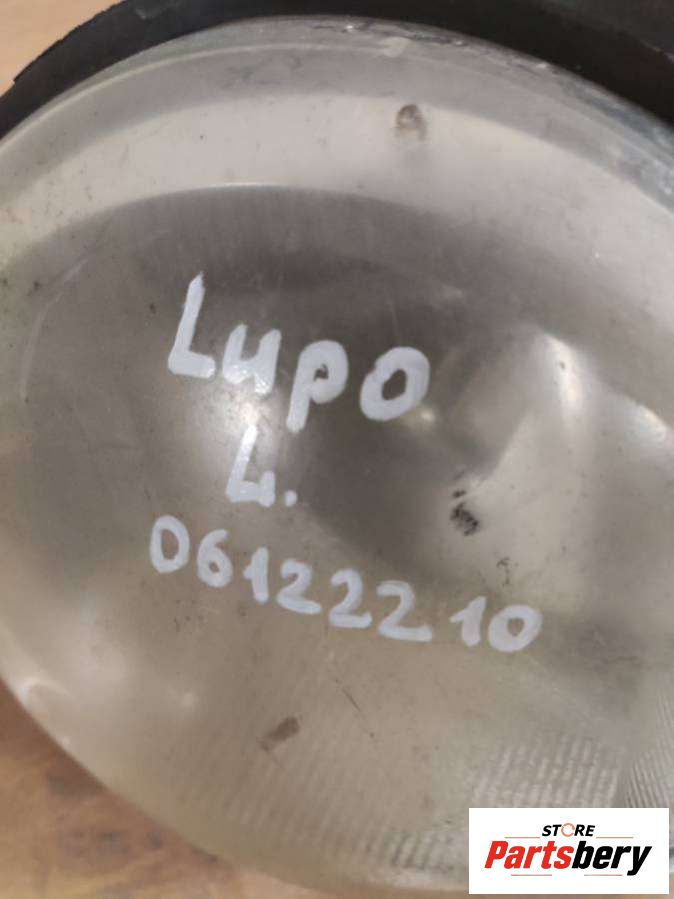 Lupo
L.
06122210
STORE
Partsbery